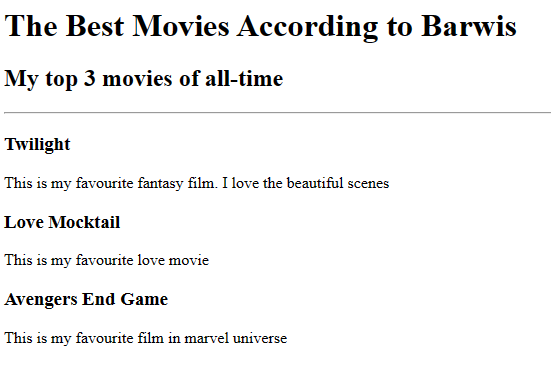 The Best Movies According to Barwis
My top 3 movies of all-time
Twilight
This is my favourite fantasy film. I love the beautiful scenes
Love Mocktail
This is my favourite love movie
Avengers End Game
This is my favourite film in marvel universe